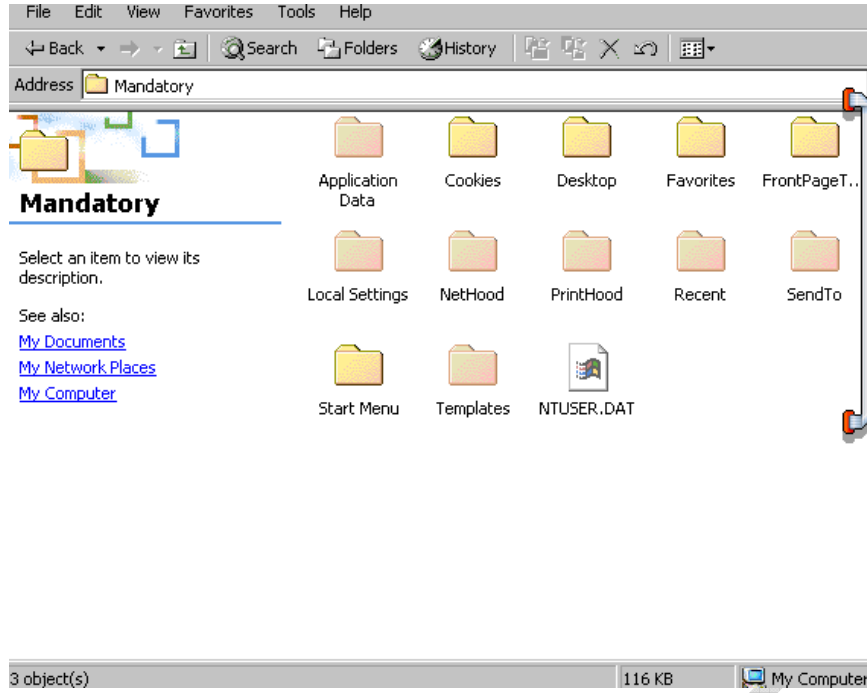 File Edit View Favorites Tools Help
Back Search Folders History
Address Mandatory
Mandatory
Select an item to view its
description.
See also:
My Documents
My Network Places
My Computer
Application
Data
Cookies
Desktop
Favorites
FrontPageT..
Local Settings
NetHood
PrintHood
Recent
SendTo
Start Menu
Templates
NTUSER.DAT
3 object(s)
116 KB
My Computer